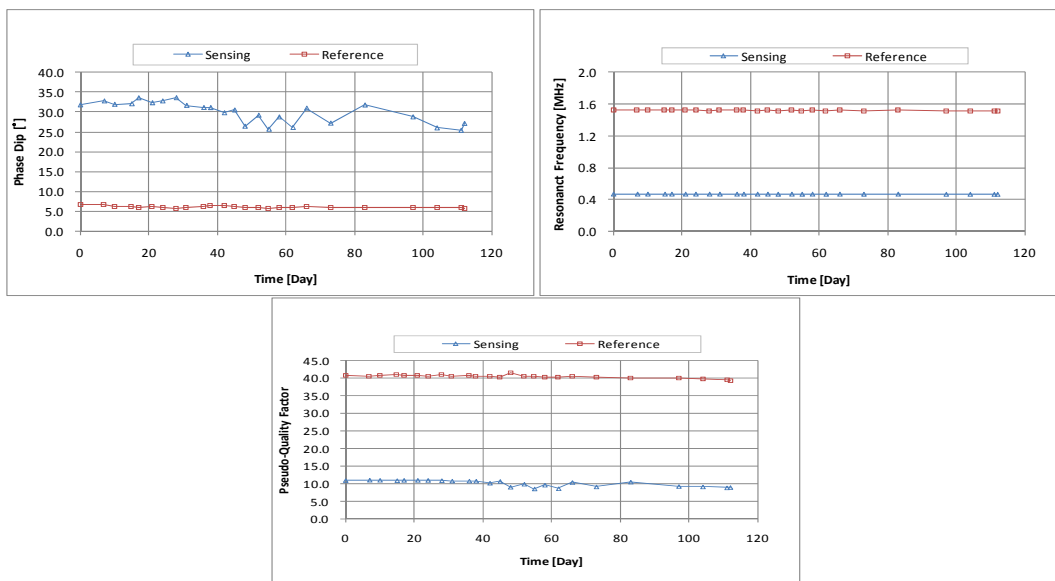 Sensing Reference
40.0
35.0
30.0
25.0
20.0
15.0
10.0
5.0
0.0
Phase Dip [°]
0 20 40 60 80 100 120
Time [Day]
Sensing Reference
2.0
1.6
1.2
0.8
0.4
0.0
Resonanct Frequency [MHz]
0 20 40 60 80 100 120
Time [Day]
Sensing Reference
45.0
40.0
35.0
30.0
25.0
20.0
15.0
10.0
5.0
0.0
Pseudo-Quality Factor
0 20 40 60 80 100 120
Time [Day]